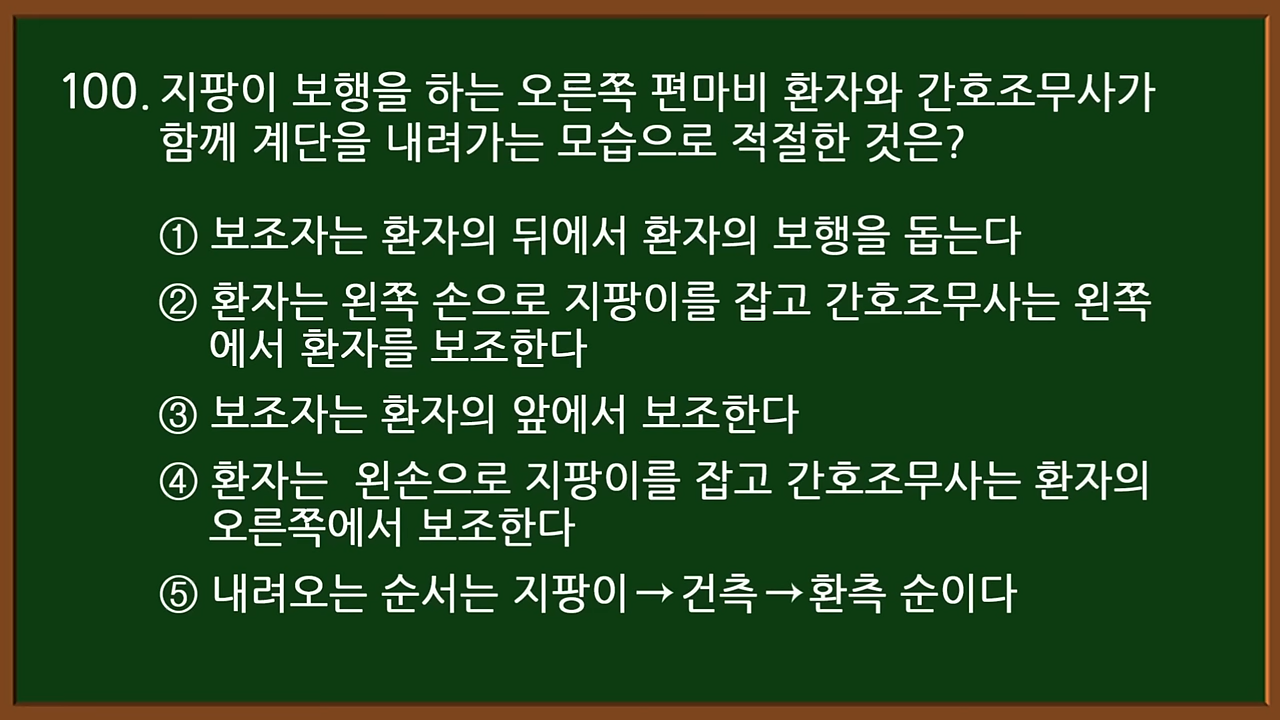 100. 지팡이 보행을 하는 오른쪽 편마비 환자와 간호조무사가
함께 계단을 내려가는 모습으로 적절한 것은?
① 보조자는 환자의 뒤에서 환자의 보행을 돕는다
② 환자는 왼쪽 손으로 지팡이를 잡고 간호조무사는 왼쪽
에서 환자를 보조한다
③ 보조자는 환자의 앞에서 보조한다
④ 환자는 왼손으로 지팡이를 잡고 간호조무사는 환자의
오른쪽에서 보조한다
⑤ 내려오는 순서는 지팡이→건측→환측 순이다